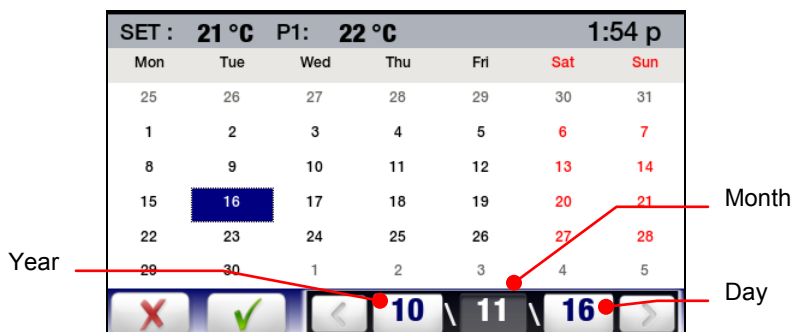 SET : 21 °C P1: 22 °C 1:54 p
Mon Tue Wed Thu Fri Sat Sun
25 26 27 28 29 30 31
1 2 3 4 5 6 7
8 9 10 11 12 13 14
15 16 17 18 19 20 21
Month
22 23 24 25 26 27 28
Year
29 30 1 2 3 4 5
Day
< 10 \ 11 \ 16 >